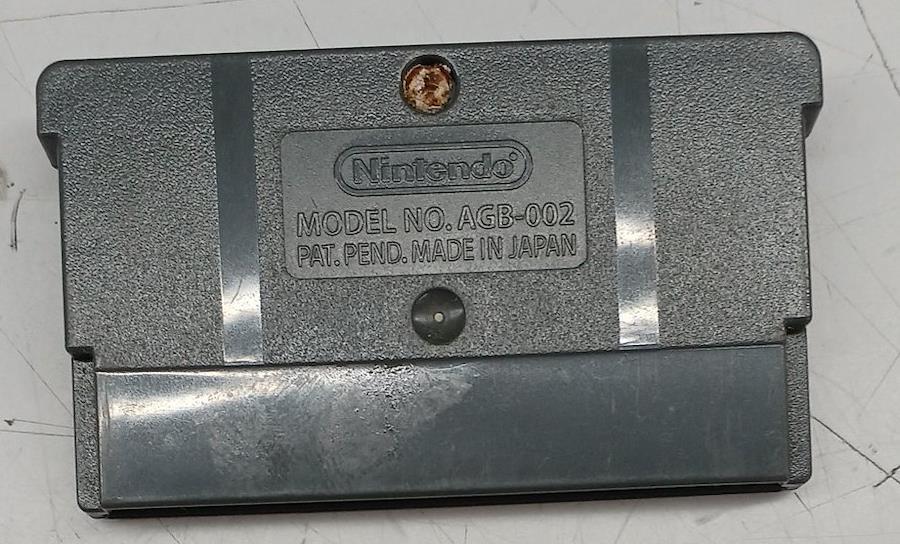 Nintendo®
MODEL NO. AGB-002
PAT. PEND. MADE IN JAPAN